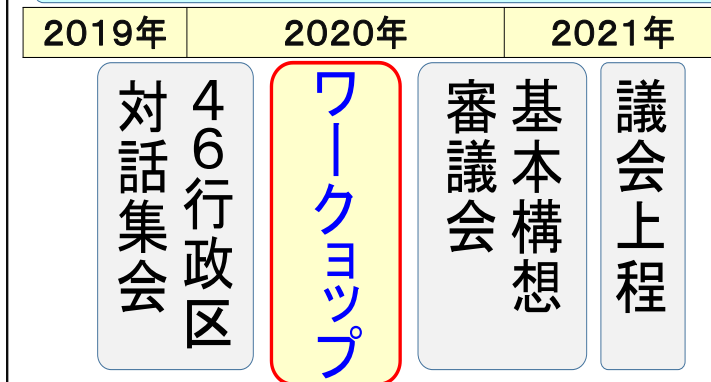 2019年
2020年
2021年
46行政区
対話集会
ワークョップ
基本構想
審議会
議会上程